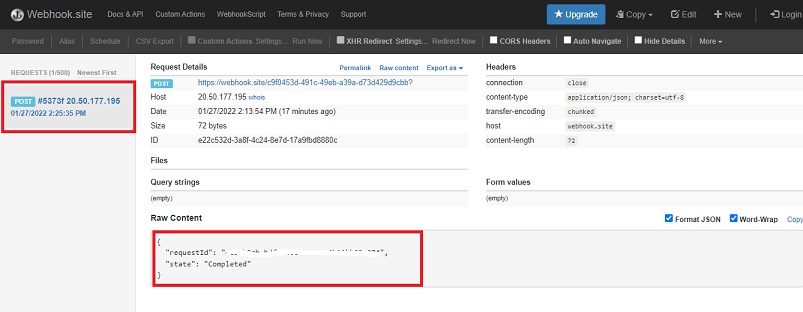 Webhook.site Docs & API Custom Actions WebhookScript Terms & Privacy Support Upgrade Copy Edit New Login
Password Alias Schedule CSV Export Custom Actions Settings... Run Now XHR Redirect Settings... Redirect Now CORS Headers Auto Navigate Hide Details More
REQUESTS (1/500) Newest First
POST #5373f 20.50.177.195
01/27/2022 2:25:35 PM
Request Details Permalink Raw content Export as
POST https://webhook.site/c9f0453d-491c-49eb-a39a-d73d429d9cbb?
Host 20.50.177.195 whois
Date 01/27/2022 2:13:54 PM (17 minutes ago)
Size 72 bytes
ID e22c532d-3a8f-4c24-8e7d-17a9fbd8880c
Files
Headers
connection close
content-type application/json; charset=utf-8
transfer-encoding chunked
host webhook.site
content-length 72
Query strings
(empty)
Form values
(empty)
Raw Content Format JSON Word-Wrap Copy
{
"requestId": "
"state": "Completed"
}